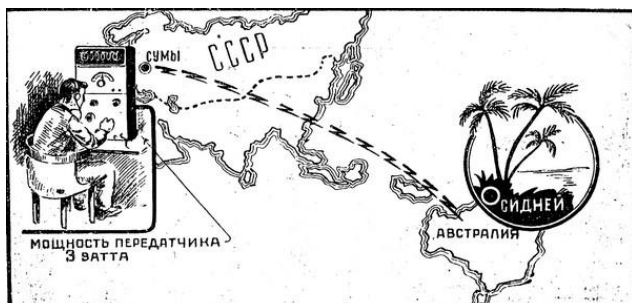 СУМЫ
СССР
СИДНЕЙ
АВСТРАЛИЯ
МОЩНОСТЬ ПЕРЕДАТЧИКА
3 ВАТТА